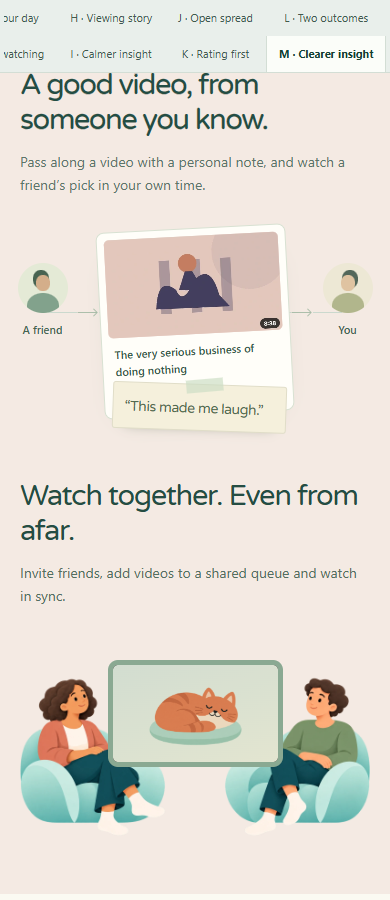 our day
H · Viewing story
J · Open spread
L · Two outcomes
watching
I · Calmer insight
K · Rating first
M · Clearer insight
A good video, from
someone you know.
Pass along a video with a personal note, and watch a
friend’s pick in your own time.
8:36
A friend
You
The very serious business of
doing nothing
“This made me laugh.”
Watch together. Even from
afar.
Invite friends, add videos to a shared queue and watch
in sync.